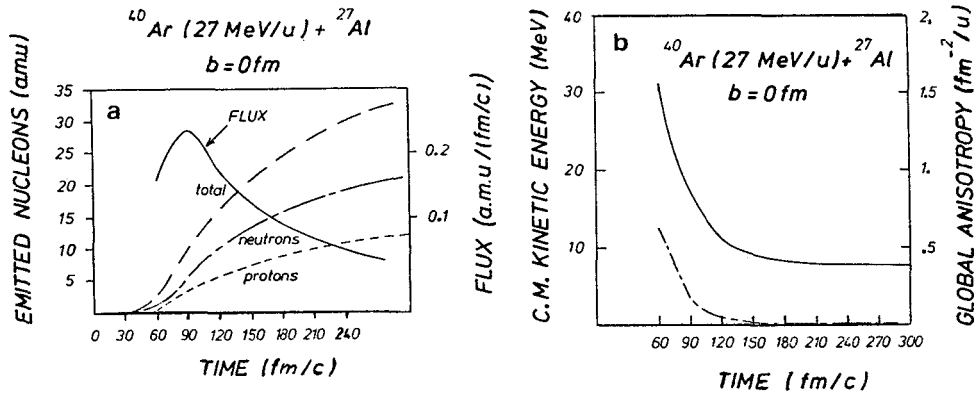 ⁴⁰Ar (27 MeV/u) + ²⁷Al
b = 0 fm
EMITTED NUCLEONS (amu)
35
30
25
20
15
10
5
a
FLUX
total
neutrons
protons
0.2
0.1
FLUX (a.m.u/(fm/c)
0 30 60 90 120 150 180 210 240
TIME (fm/c)
C.M. KINETIC ENERGY (MeV)
40
30
20
10
b
⁴⁰Ar (27 MeV/u) + ²⁷Al
b = 0 fm
2.
1.5
1.
.5
GLOBAL ANISOTROPY (fm⁻²/u)
60 90 120 150 180 210 240 270 300
TIME (fm/c)